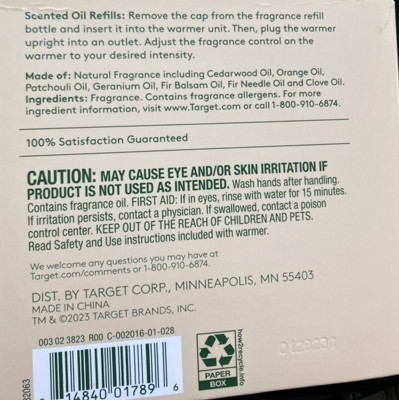 Scented Oil Refills: Remove the cap from the fragrance refill
bottle and insert it into the warmer unit. Then, plug the warmer
upright into an outlet. Adjust the fragrance control on the
warmer to your desired intensity.
Made of: Natural Fragrance including Cedarwood Oil, Orange Oil,
Patchouli Oil, Geranium Oil, Fir Balsam Oil, Fir Needle Oil and Clove Oil.
Ingredients: Fragrance. Contains fragrance allergens. For more
ingredient information, visit www.Target.com or call 1-800-910-6874.
100% Satisfaction Guaranteed
CAUTION: MAY CAUSE EYE AND/OR SKIN IRRITATION IF
PRODUCT IS NOT USED AS INTENDED. Wash hands after handling.
Contains fragrance oil. FIRST AID: If in eyes, rinse with water for 15 minutes.
If irritation persists, contact a physician. If swallowed, contact a poison
control center. KEEP OUT OF THE REACH OF CHILDREN AND PETS.
Read Safety and Use instructions included with warmer.
We welcome any questions you may have at
Target.com/comments or 1-800-910-6874.
DIST. BY TARGET CORP., MINNEAPOLIS, MN 55403
MADE IN CHINA
TM & ©2023 TARGET BRANDS, INC.
003 02 3823 R00 C-002016-01-028
14840 01789 6
PAPER
BOX
how2recycle.info